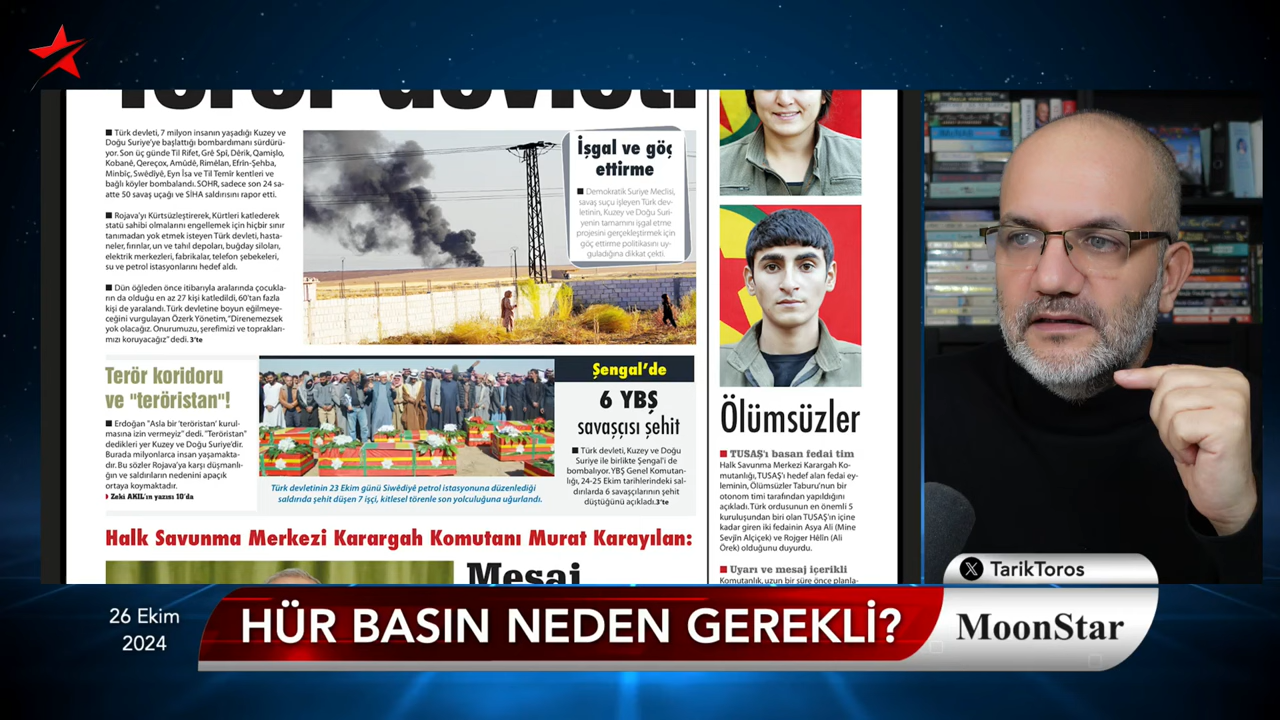 Terör devleti
■ Türk devleti, 7 milyon insanın yaşadığı Kuzey ve
Doğu Suriye'ye başlattığı bombardımanı sürdürü-
yor. Son üç günde Til Rifet, Grê Spî, Dêrik, Qamişlo,
Kobanê, Qereçox, Amûdê, Rimêlan, Efrîn-Şehba,
Minbiç, Swêdiyê, Eyn Îsa ve Til Temîr kentleri ve
bağlı köyler bombalandı. SOHR, sadece son 24 sa-
atte 50 savaş uçağı ve SİHA saldırısını rapor etti.
■ Rojava'yı Kürtsüzleştirerek, Kürtleri katlederek
statü sahibi olmalarını engellemek için hiçbir sınır
tanımadan yok etmek isteyen Türk devleti, hasta-
neler, fırınlar, un ve tahıl depoları, buğday siloları,
elektrik merkezleri, fabrikalar, telefon şebekeleri,
su ve petrol istasyonlarını hedef aldı.
■ Dün öğleden önce itibarıyla aralarında çocukla-
rın da olduğu en az 27 kişi katledildi, 60'tan fazla
kişi de yaralandı. Türk devletine boyun eğilmeye-
ceğini vurgulayan Özerk Yönetim, "Direnemezsek
yok olacağız. Onurumuzu, şerefimizi ve toprakları-
mızı koruyacağız" dedi. 3'te
İşgal ve göç
ettirme
■ Demokratik Suriye Meclisi,
savaş suçu işleyen Türk dev-
letinin, Kuzey ve Doğu Suri-
yenin tamamını işgal etme
projesini gerçekleştirmek için
göç ettirme politikasını uy-
guladığına dikkat çekti.
Terör koridoru
ve "teröristan"!
■ Erdoğan "Asla bir 'teröristan' kurul-
masına izin vermeyiz" dedi. "Teröristan"
dedikleri yer Kuzey ve Doğu Suriye'dir.
Burada milyonlarca insan yaşamakta-
dır. Bu sözler Rojava'ya karşı düşmanlı-
ğın ve saldırıların nedenini apaçık
ortaya koymaktadır.
Zeki AKIL'ın yazısı 10'da
Türk devletinin 23 Ekim günü Siwêdiyê petrol istasyonuna düzenlediği
saldırıda şehit düşen 7 işçi, kitlesel törenle son yolculuğuna uğurlandı.
Şengal'de
6 YBŞ
savaşçısı şehit
■ Türk devleti, Kuzey ve Doğu
Suriye ile birlikte Şengal'i de
bombalıyor. YBŞ Genel Komutan-
lığı, 24-25 Ekim tarihlerindeki sal-
dırılarda 6 savaşçılarının şehit
düştüğünü açıkladı.3'te
Halk Savunma Merkezi Karargah Komutanı Murat Karayılan:
Mesaj
Ölümsüzler
■ TUSAŞ'ı basan fedai tim
Halk Savunma Merkezi Karargah Ko-
mutanlığı, TUSAŞ'ı hedef alan fedai ey-
leminin, Ölümsüzler Taburu'nun bir
otonom timi tarafından yapıldığını
açıkladı. Türk ordusunun en önemli 5
kuruluşundan biri olan TUSAŞ'ın içine
kadar giren iki fedainin Asya Ali (Mine
Sevjîn Alçiçek) ve Rojger Hêlîn (Ali
Örek) olduğunu duyurdu.
■ Uyarı ve mesaj içerikli
Komutanlık, uzun bir süre önce planla-
X TarikToros
26 Ekim
2024
HÜR BASIN NEDEN GEREKLİ?
MoonStar